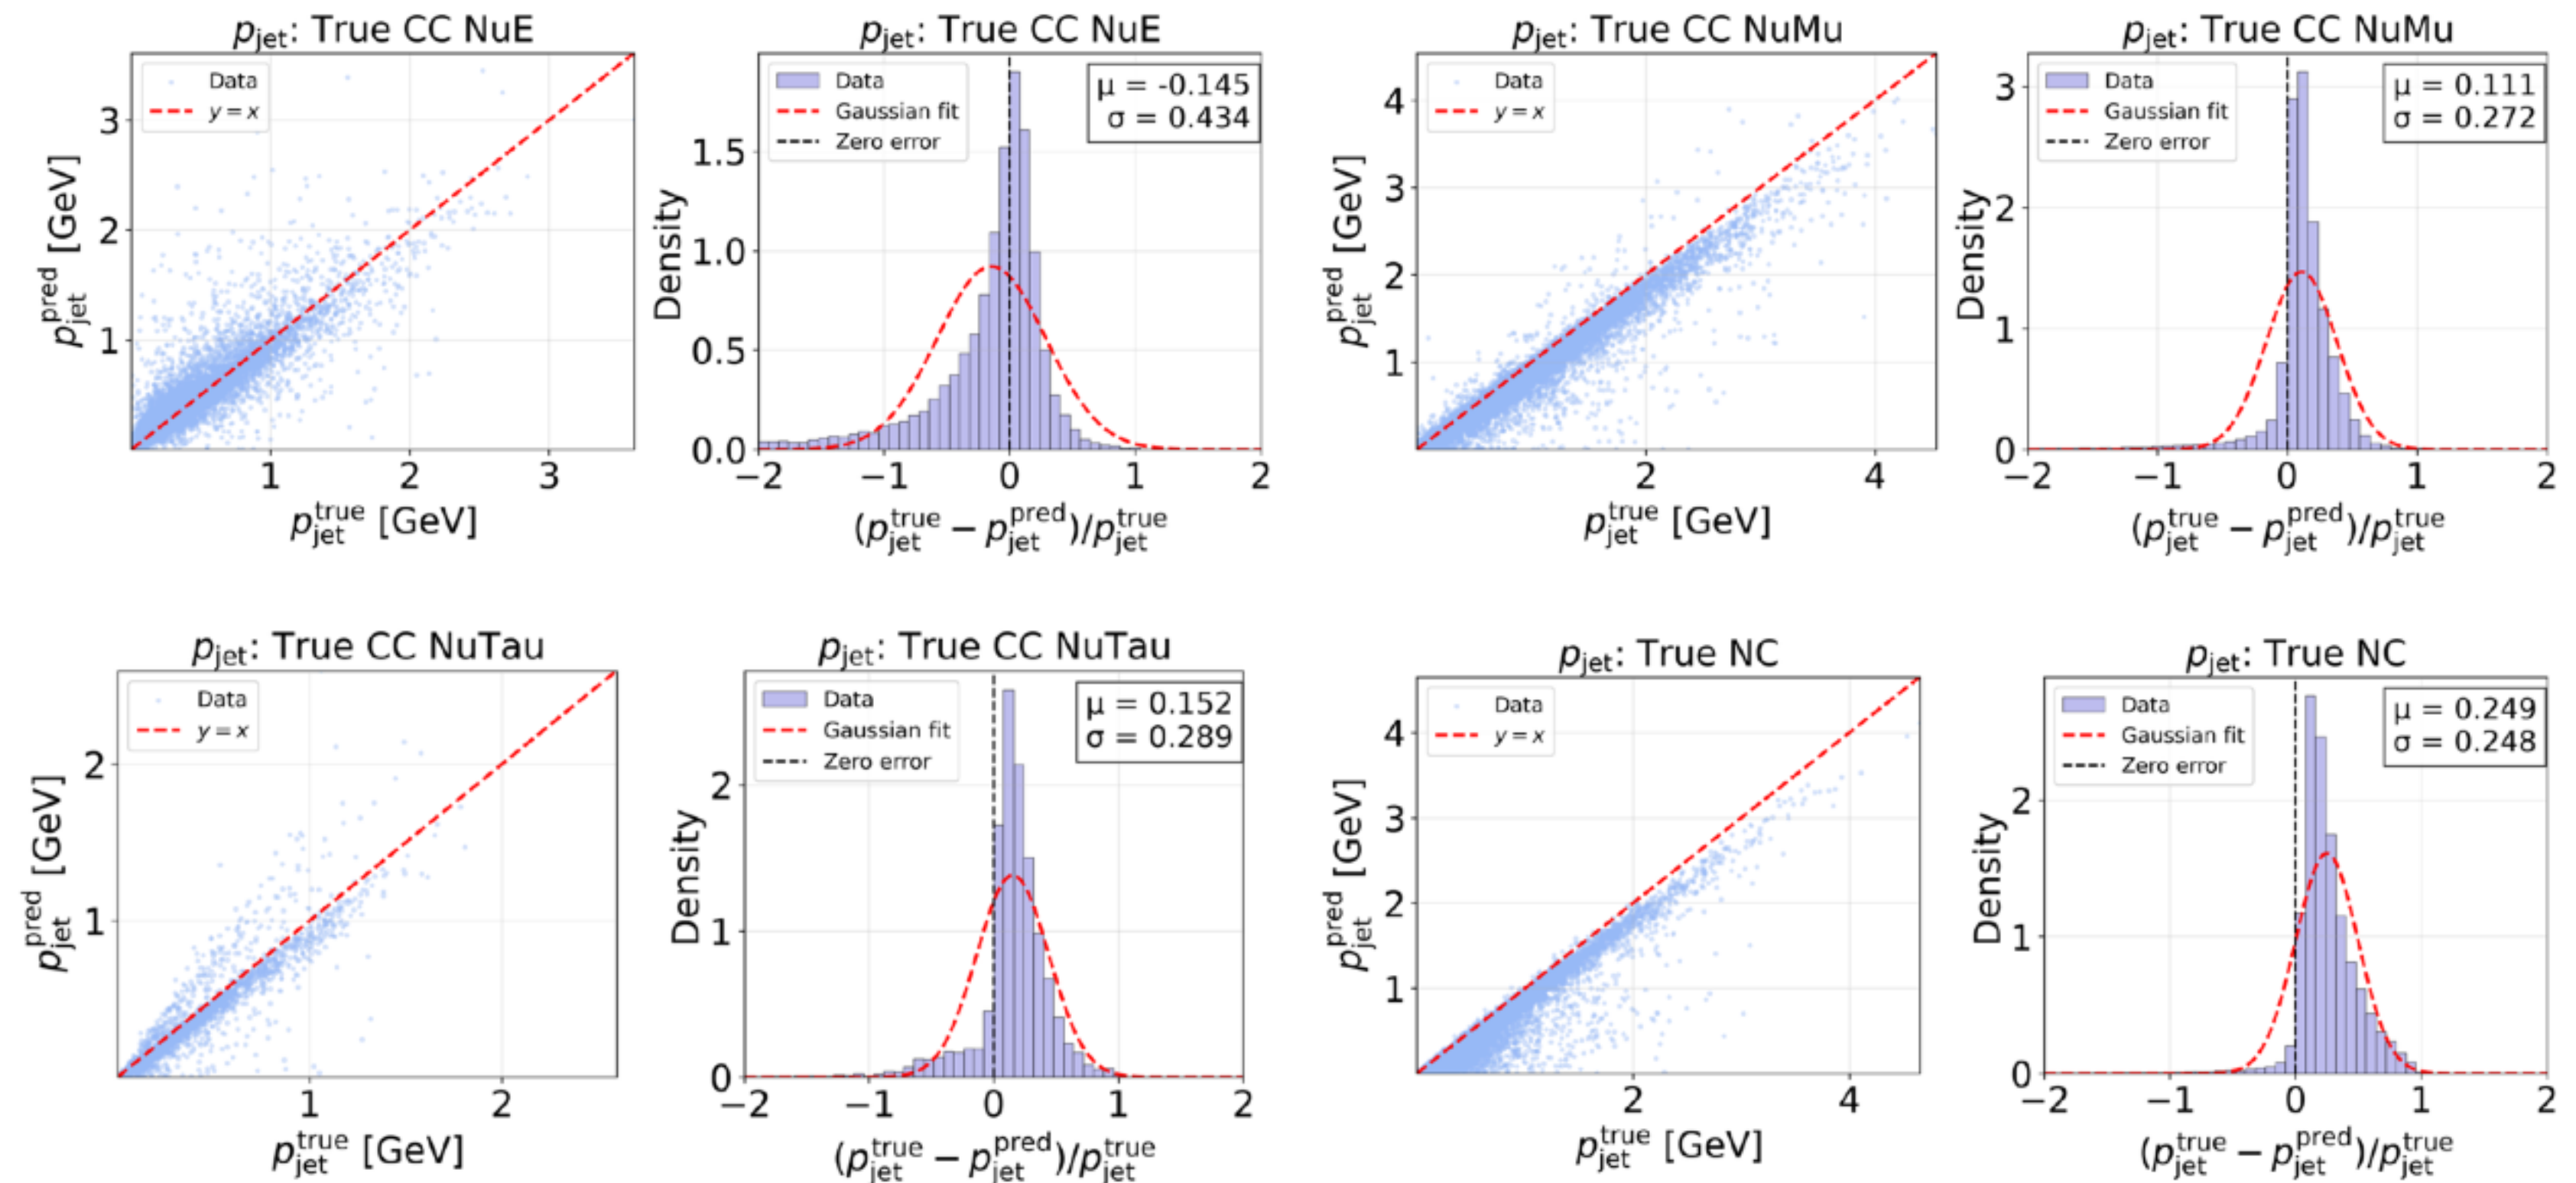 p_jet: True CC NuE
Data
y = x
3
2
1
p_jet^pred [GeV]
1 2 3
p_jet^true [GeV]
p_jet: True CC NuE
Data
Gaussian fit
Zero error
μ = -0.145
σ = 0.434
1.5
1.0
0.5
0.0
Density
−2 −1 0 1 2
(p_jet^true − p_jet^pred)/p_jet^true
p_jet: True CC NuMu
Data
y = x
4
3
2
1
p_jet^pred [GeV]
2 4
p_jet^true [GeV]
p_jet: True CC NuMu
Data
Gaussian fit
Zero error
μ = 0.111
σ = 0.272
3
2
1
0
Density
−2 −1 0 1 2
(p_jet^true − p_jet^pred)/p_jet^true
p_jet: True CC NuTau
Data
y = x
2
1
p_jet^pred [GeV]
1 2
p_jet^true [GeV]
p_jet: True CC NuTau
Data
Gaussian fit
Zero error
μ = 0.152
σ = 0.289
2
1
0
Density
−2 −1 0 1 2
(p_jet^true − p_jet^pred)/p_jet^true
p_jet: True NC
Data
y = x
4
3
2
1
p_jet^pred [GeV]
2 4
p_jet^true [GeV]
p_jet: True NC
Data
Gaussian fit
Zero error
μ = 0.249
σ = 0.248
2
1
0
Density
−2 −1 0 1 2
(p_jet^true − p_jet^pred)/p_jet^true